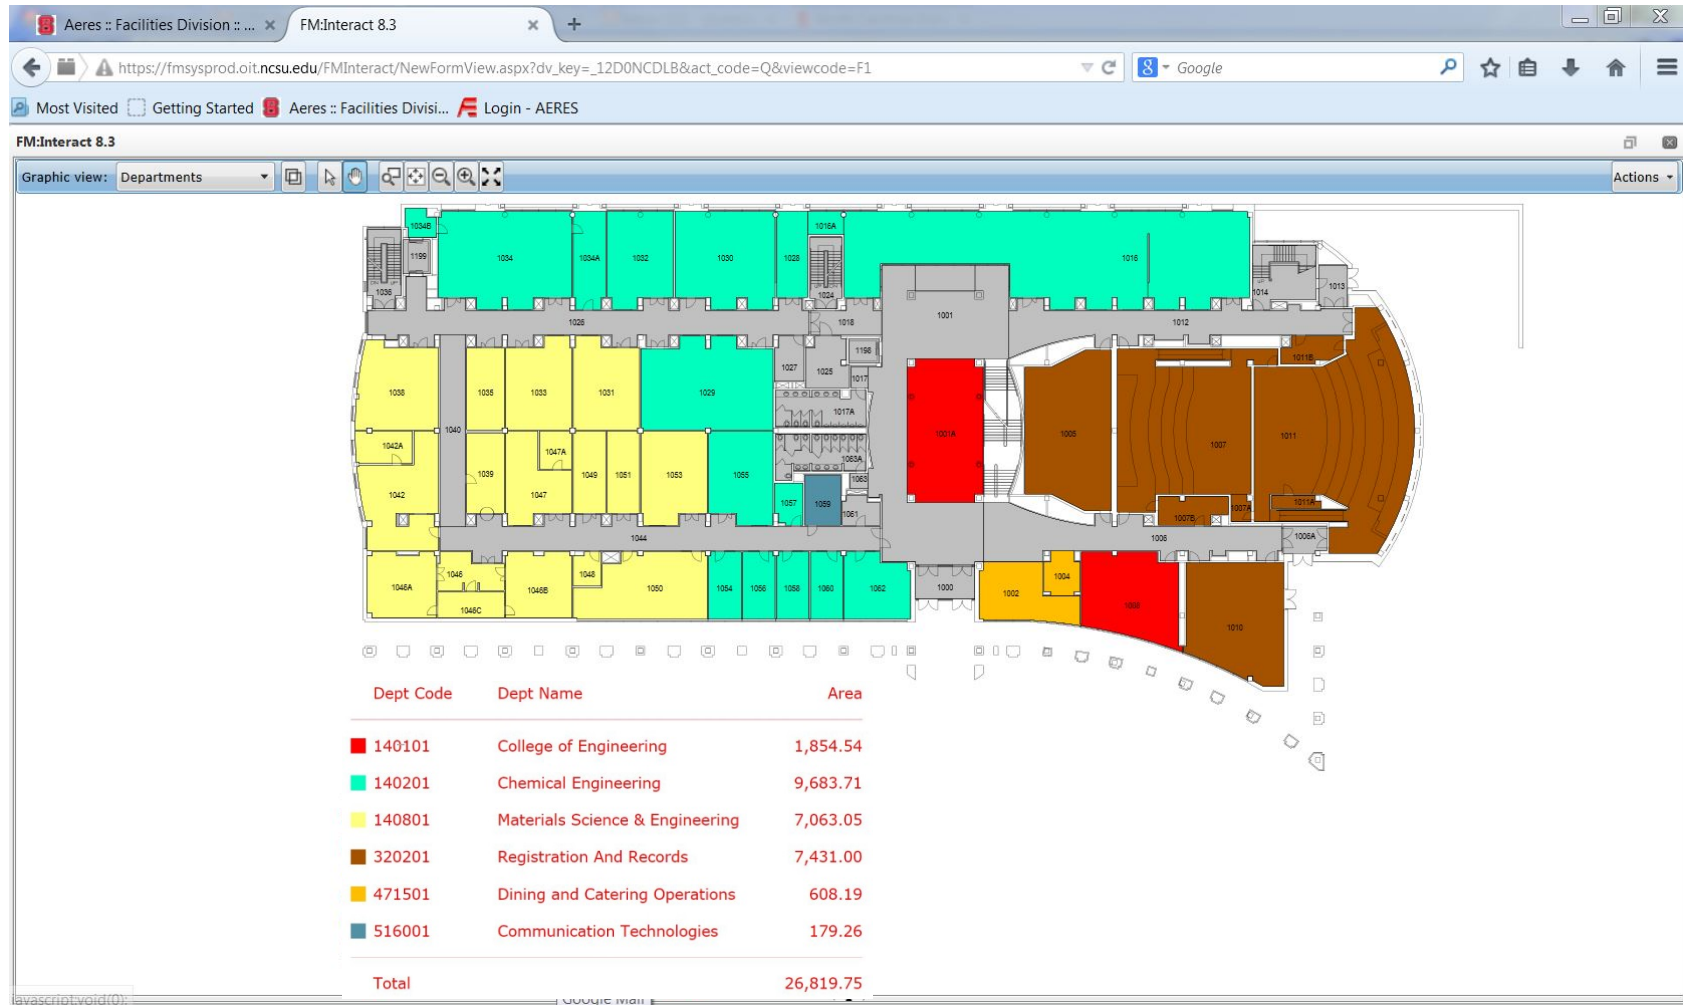 Aeres :: Facilities Division :: ... ×
FM:Interact 8.3 × +
https://fmsysprod.oit.ncsu.edu/FMInteract/NewFormView.aspx?dv_key=_12D0NCDLB&act_code=Q&viewcode=F1
8 Google
Most Visited Getting Started Aeres :: Facilities Divisi... Login - AERES
FM:Interact 8.3
Graphic view: Departments Actions
1034B 1016A
1199 1034 1034A 1032 1030 1028 1016
1036 1024 1014 1013
1026 1018 1001 1012
1027 1025 1198 1011B
1017
1038 1035 1033 1031 1029
1017A
1040 1001A 1005 1007 1011
1042A 1047A 1063A
1039 1049 1051 1053 1055 1063
1042 1047 1057 1059 1061 1007B 1007A 1011A
1044 1006 1006A
1046 1048 1004
1046A 1046B 1050 1054 1056 1058 1060 1062 1000 1002
1046C 1010
Dept Code Dept Name Area
140101 College of Engineering 1,854.54
140201 Chemical Engineering 9,683.71
140801 Materials Science & Engineering 7,063.05
320201 Registration And Records 7,431.00
471501 Dining and Catering Operations 608.19
516001 Communication Technologies 179.26
Total 26,819.75
javascript:void(0);
Google Mail